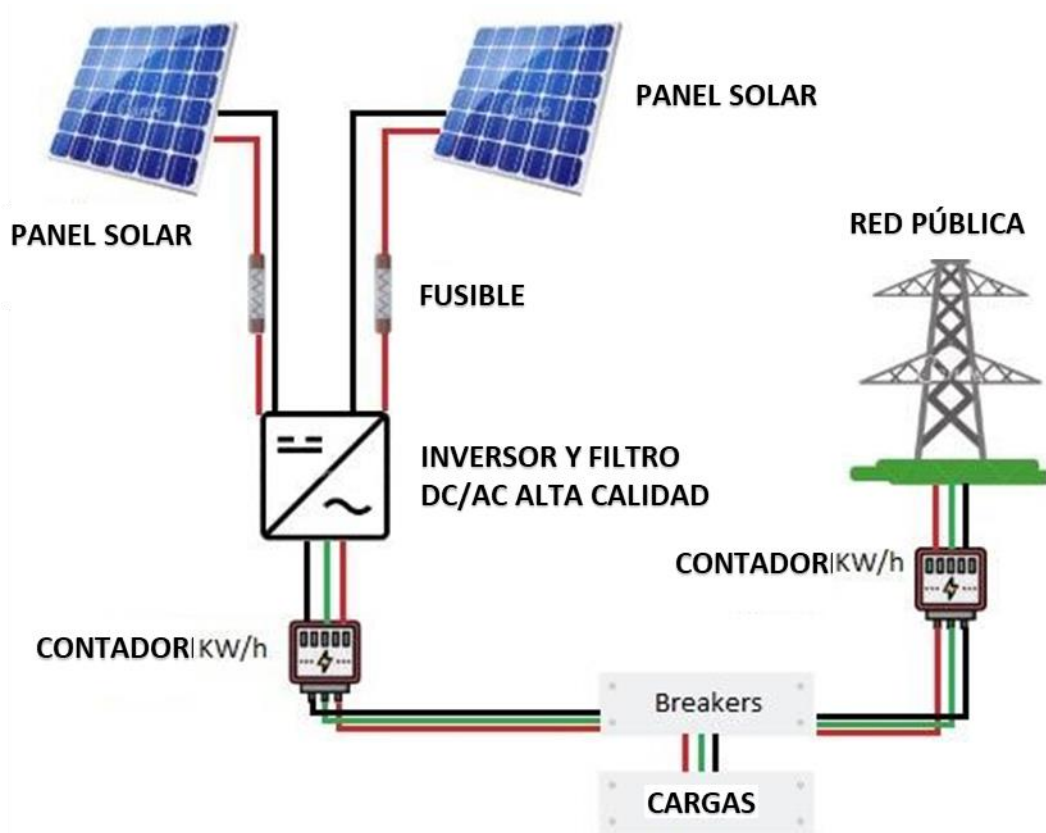 PANEL SOLAR
PANEL SOLAR
RED PÚBLICA
FUSIBLE
INVERSOR Y FILTRO
DC/AC ALTA CALIDAD
CONTADOR KW/h
CONTADOR KW/h
Breakers
CARGAS